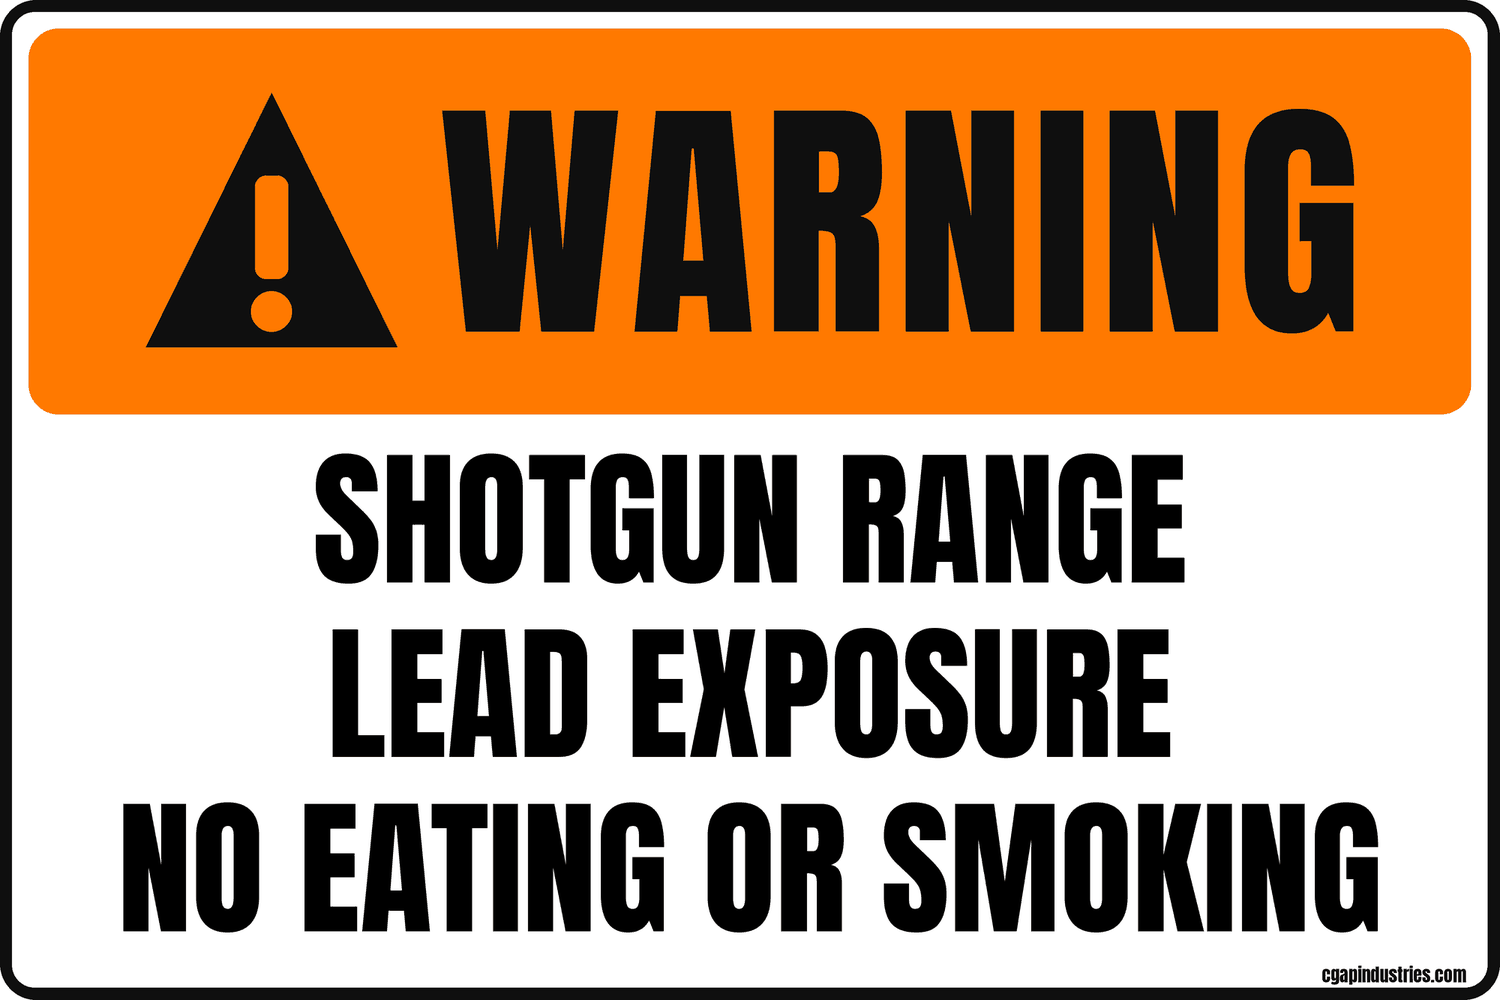 WARNING
SHOTGUN RANGE
LEAD EXPOSURE
NO EATING OR SMOKING
cgapindustries.com